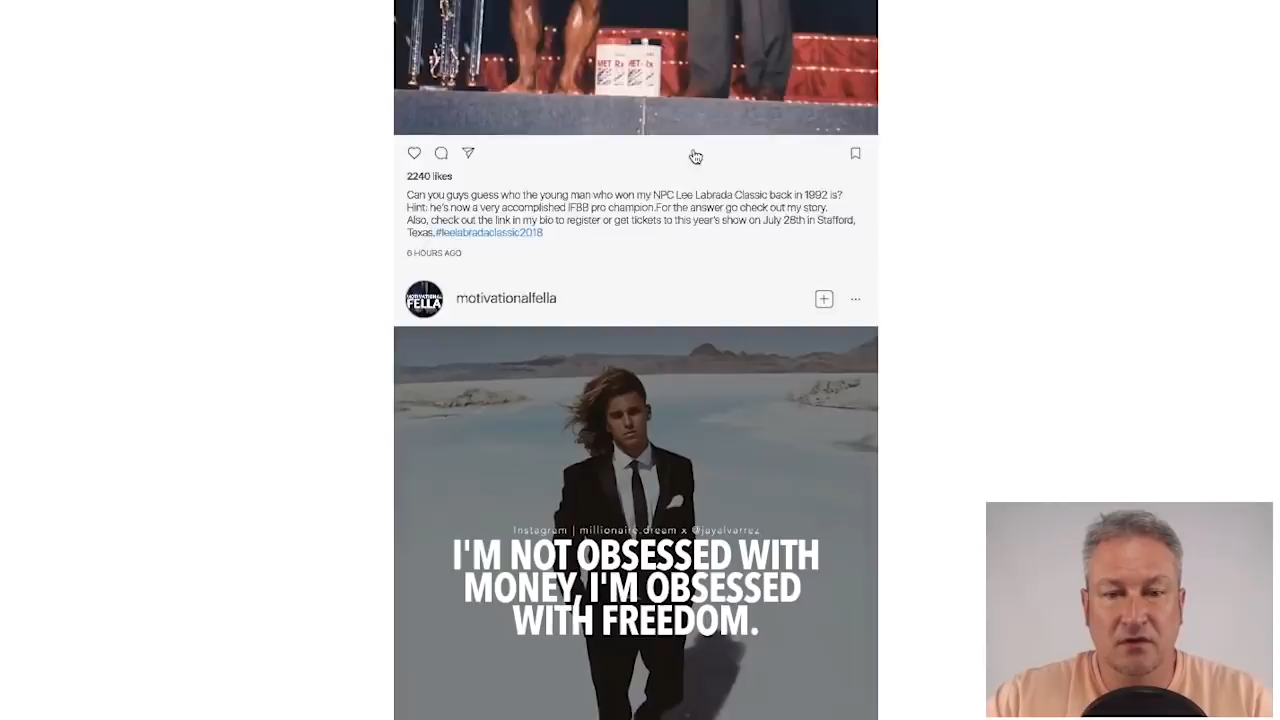 MET Rx MET-Rx
2240 likes
Can you guys guess who the young man who won my NPC Lee Labrada Classic back in 1992 is?
Hint: he's now a very accomplished IFBB pro champion.For the answer go check out my story.
Also, check out the link in my bio to register or get tickets to this year's show on July 28th in Stafford,
Texas.#leelabradaclassic2018
6 HOURS AGO
MOTIVATIONAL
FELLA
motivationalfella
Instagram | millionaire.dream x @jayalvarrez
I'M NOT OBSESSED WITH
MONEY, I'M OBSESSED
WITH FREEDOM.